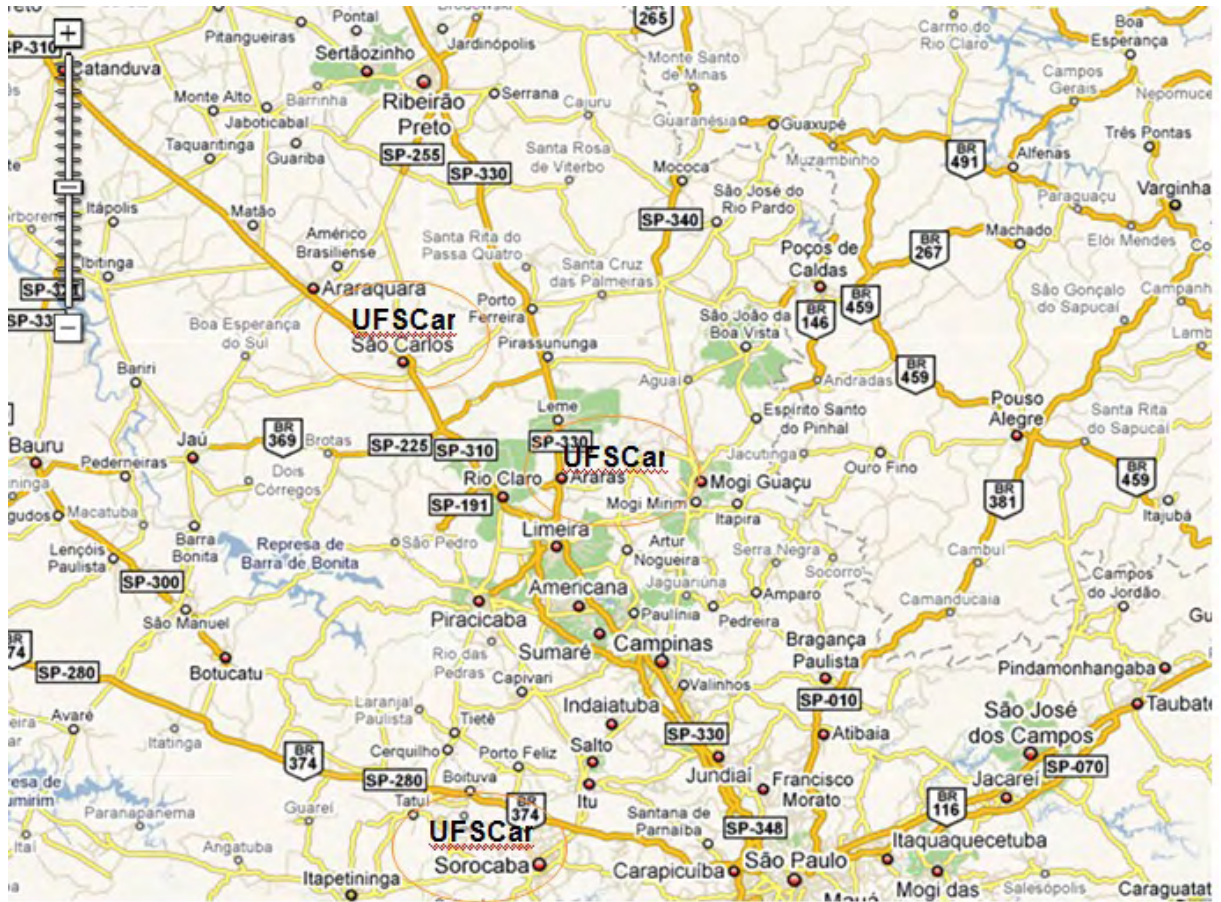 Pontal
Pitangueiras
Jardinópolis
265
Carmo do
Rio Claro
Boa
Esperança
SP-310
Catanduva
Sertãozinho
Monte Santo
de Minas
Campos
Gerais
Nepomuce
Monte Alto
Barrinha
Ribeirão
Preto
Serrana
Cajuru
Jaboticabal
Guaranésia
Guaxupé
Três Pontas
Taquaritinga
Guariba
SP-255
SP-330
Santa Rosa
de Viterbo
Mococa
Muzambinho
BR
491
Alfenas
Itápolis
Matão
São José do
Rio Pardo
Paraguaçu
Varginha
SP-340
Américo
Brasiliense
Santa Rita do
Passa Quatro
Poços de
Caldas
BR
267
Machado
Elói Mendes
Ibitinga
Santa Cruz
das Palmeiras
Araraquara
Porto
Ferreira
BR
146
BR
459
São Gonçalo
do Sapucaí
Campanh
SP-33
Boa Esperança
do Sul
UFSCar
São Carlos
São João da
Boa Vista
Lamb
Pirassununga
Bariri
Aguaí
Andradas
BR
459
Pouso
Alegre
Leme
Espírito Santo
do Pinhal
Santa Rita
do Sapucaí
Bauru
Jaú
BR
369
Brotas
SP-225
SP-310
SP-330
UFSCar
Jacutinga
Ouro Fino
Pederneiras
Dois
Córregos
Rio Claro
Araras
Mogi Guaçu
BR
459
BR
381
SP-191
Mogi Mirim
Itapira
Itajubá
Macatuba
Barra
Bonita
Represa de
Barra de Bonita
São Pedro
Limeira
Artur
Nogueira
Serra Negra
Socorro
Cambuí
Lençóis
Paulista
SP-300
Americana
Jaguariúna
Amparo
Camanducaia
Campos
do Jordão
São Manuel
Piracicaba
Paulínia
Pedreira
Bragança
Paulista
Rio das
Pedras
Sumaré
Campinas
Pindamonhangaba
SP-280
Botucatu
Capivari
Valinhos
SP-010
Taubaté
Avaré
Laranjal
Paulista
Indaiatuba
São José
dos Campos
Itatinga
Tietê
SP-330
Atibaia
Cerquilho
Porto Feliz
Salto
BR
374
SP-280
Boituva
Jundiaí
Francisco
Morato
Jacareí
SP-070
Itu
Paranapanema
Guareí
Tatuí
BR
374
Santana de
Parnaíba
BR
116
UFSCar
SP-348
Itaquaquecetuba
Angatuba
Sorocaba
Carapicuíba
São Paulo
Itapetininga
Mogi das
Salesópolis
Caraguatat